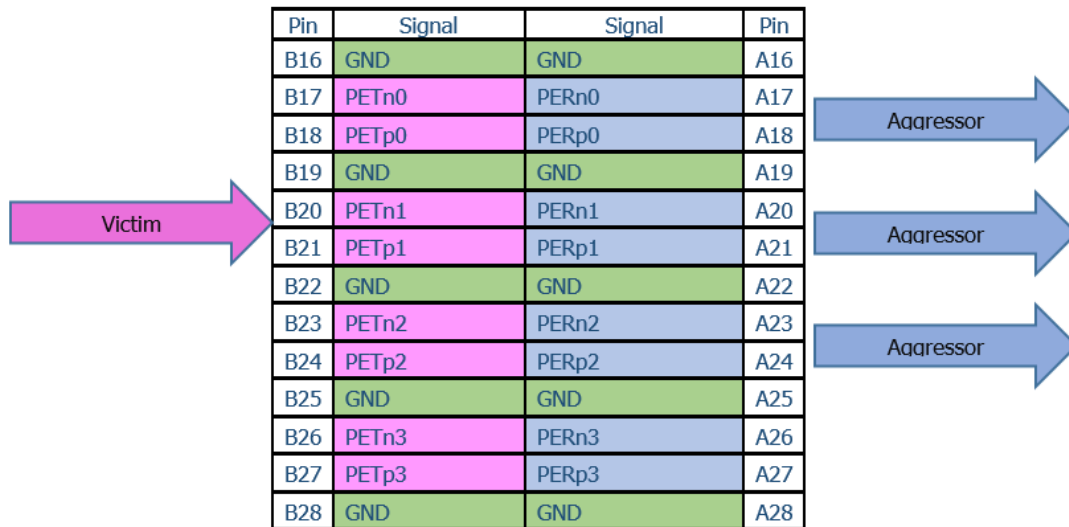 Pin Signal Signal Pin
B16 GND GND A16
B17 PETn0 PERn0 A17
Aggressor
B18 PETp0 PERp0 A18
B19 GND GND A19
B20 PETn1 PERn1 A20
Victim
Aggressor
B21 PETp1 PERp1 A21
B22 GND GND A22
B23 PETn2 PERn2 A23
Aggressor
B24 PETp2 PERp2 A24
B25 GND GND A25
B26 PETn3 PERn3 A26
B27 PETp3 PERp3 A27
B28 GND GND A28